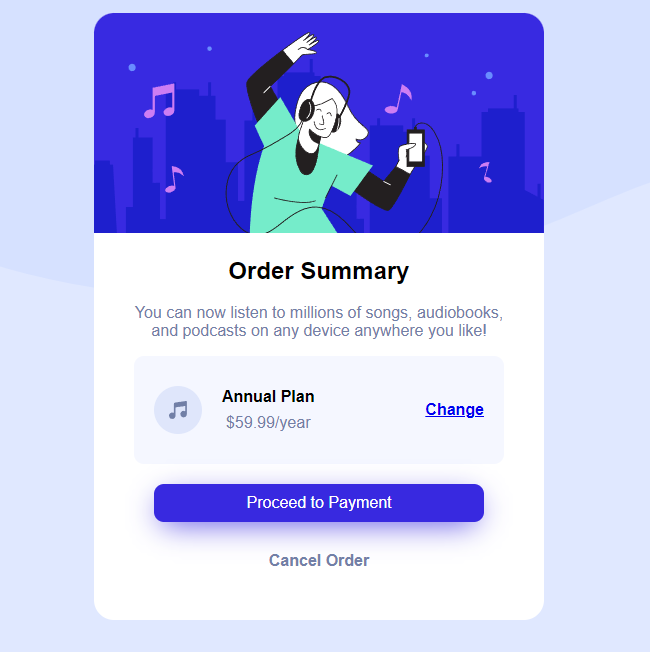 Order Summary
You can now listen to millions of songs, audiobooks,
and podcasts on any device anywhere you like!
Annual Plan
$59.99/year
Change
Proceed to Payment
Cancel Order